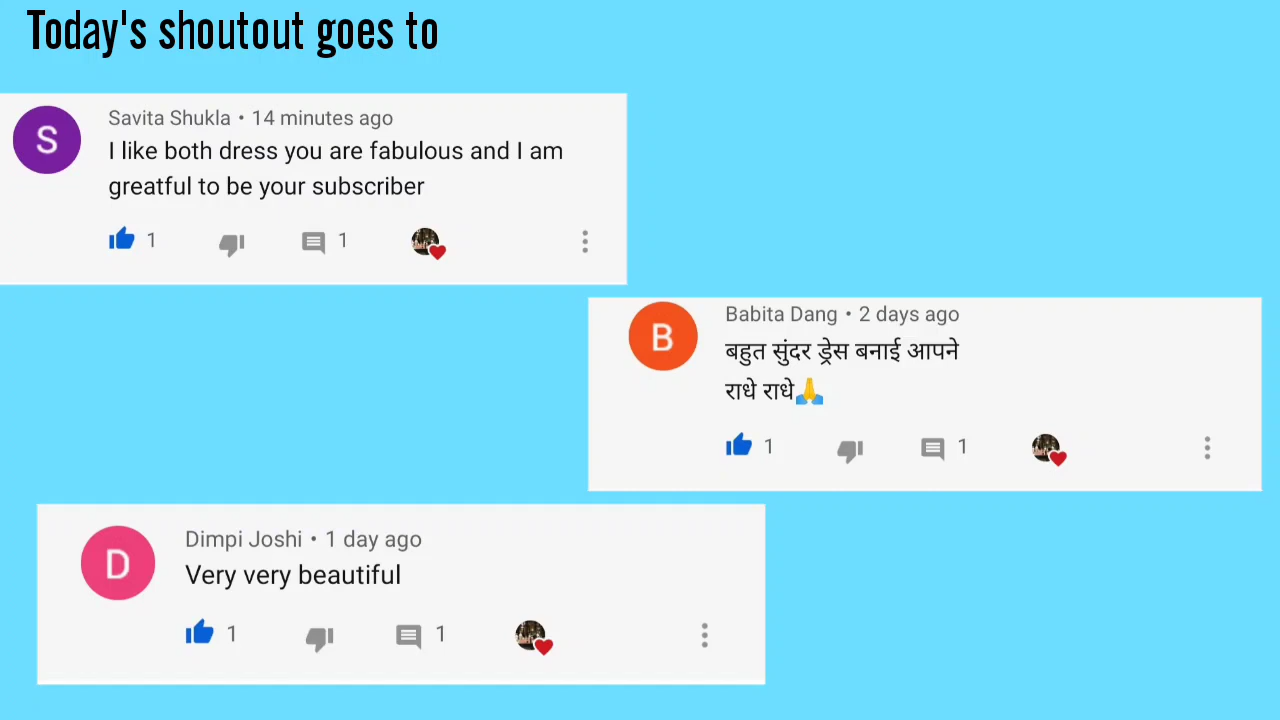 Today's shoutout goes to
S
Savita Shukla • 14 minutes ago
I like both dress you are fabulous and I am
greatful to be your subscriber
1 1
B
Babita Dang • 2 days ago
बहुत सुंदर ड्रेस बनाई आपने
राधे राधे🙏
1 1
D
Dimpi Joshi • 1 day ago
Very very beautiful
1 1